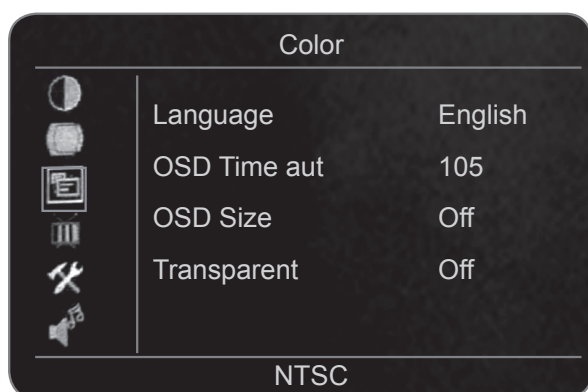 Color
Language English
OSD Time aut 105
OSD Size Off
Transparent Off
NTSC